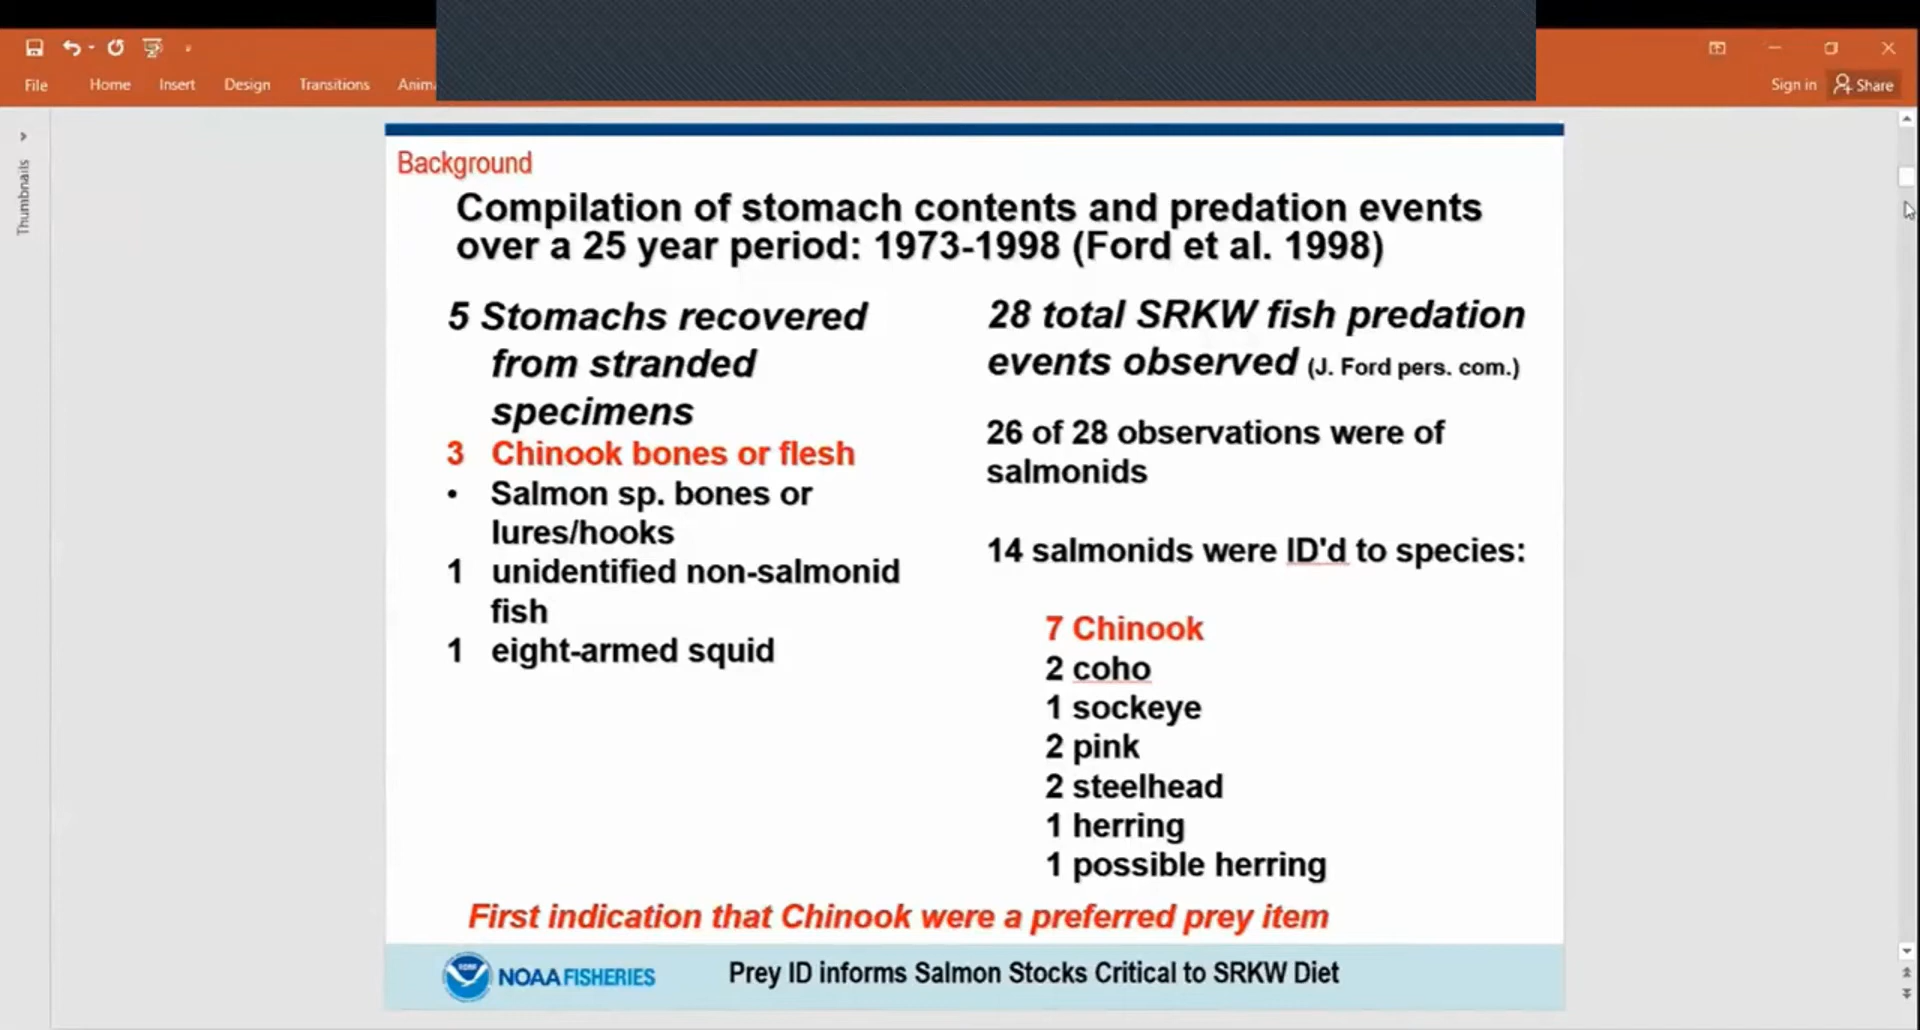 File Home Insert Design Transitions Anim
Sign in Share
Thumbnails
Background
Compilation of stomach contents and predation events
over a 25 year period: 1973-1998 (Ford et al. 1998)
5 Stomachs recovered
from stranded
specimens
3 Chinook bones or flesh
• Salmon sp. bones or
lures/hooks
1 unidentified non-salmonid
fish
1 eight-armed squid
28 total SRKW fish predation
events observed (J. Ford pers. com.)
26 of 28 observations were of
salmonids
14 salmonids were ID'd to species:
7 Chinook
2 coho
1 sockeye
2 pink
2 steelhead
1 herring
1 possible herring
First indication that Chinook were a preferred prey item
NOAA FISHERIES
Prey ID informs Salmon Stocks Critical to SRKW Diet